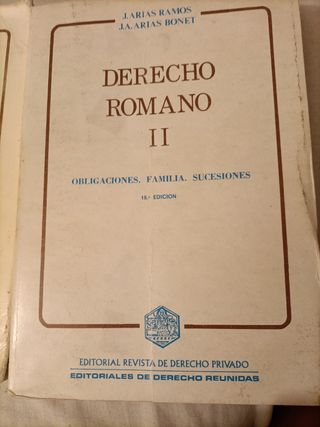 J. ARIAS RAMOS
J.A. ARIAS BONET
DERECHO
ROMANO
II
OBLIGACIONES. FAMILIA. SUCESIONES
18.ª EDICION
EDITORIAL REVISTA DE DERECHO PRIVADO
EDITORIALES DE DERECHO REUNIDAS